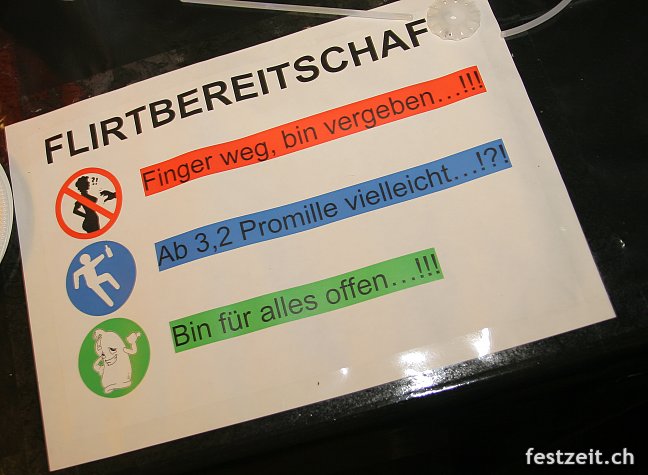 FLIRTBEREITSCHAF
Finger weg, bin vergeben...!!!
?!
Ab 3,2 Promille vielleicht...!?!
Bin für alles offen...!!!
festzeit.ch